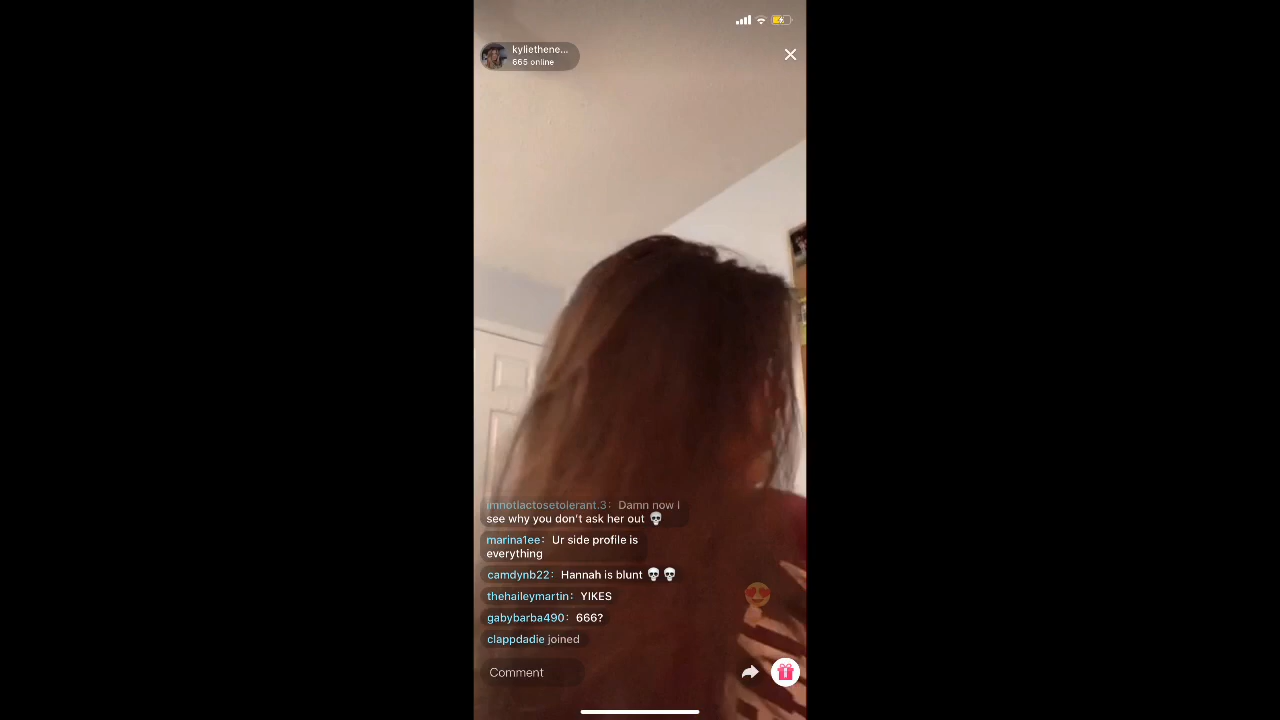 kyliethene...
665 online
imnotlactosetolerant.3: Damn now I
see why you don't ask her out 💀
marina1ee: Ur side profile is
everything
camdynb22: Hannah is blunt 💀💀
thehaileymartin: YIKES
gabybarba490: 666?
clappdadie joined
Comment